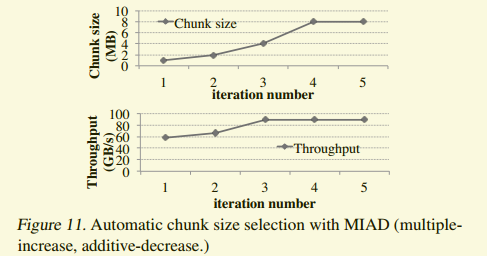 Chunk size
(MB)
10
8
6
4
2
0
Chunk size
1 2 3 4 5
iteration number
Throughput
(GB/s)
100
80
60
40
20
0
Throughput
1 2 3 4 5
iteration number
Figure 11. Automatic chunk size selection with MIAD (multiple-
increase, additive-decrease.)